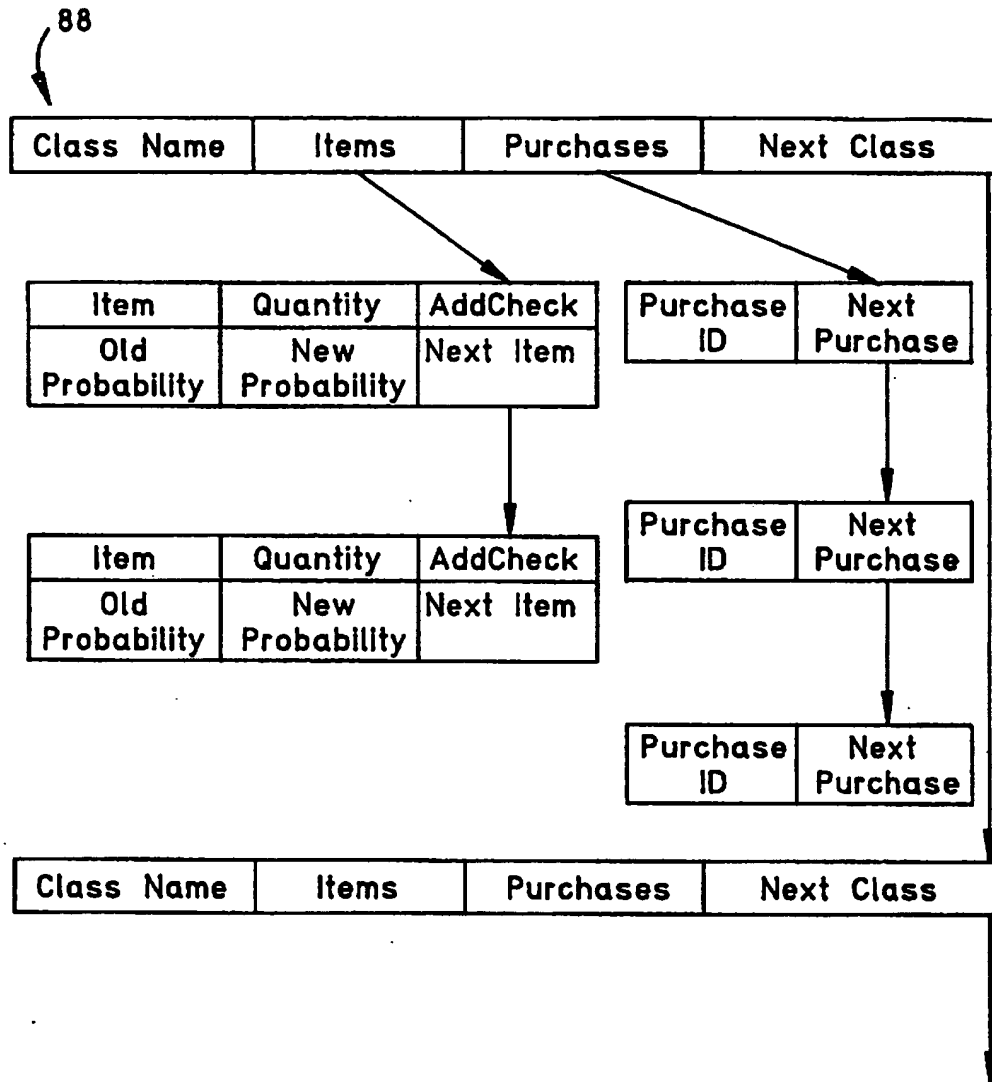 88
Class Name Items Purchases Next Class
Item Quantity AddCheck
Old Probability New Probability Next Item
Purchase ID Next Purchase
Item Quantity AddCheck
Old Probability New Probability Next Item
Purchase ID Next Purchase
Purchase ID Next Purchase
Class Name Items Purchases Next Class